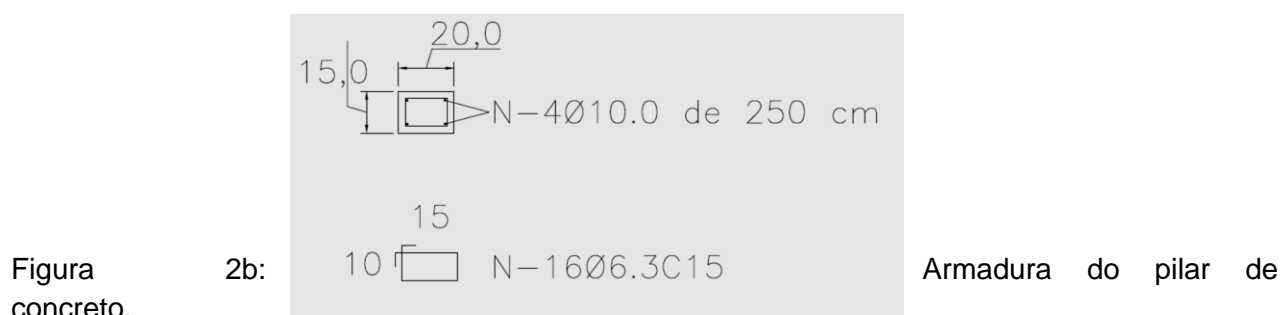 20,0
15,0
N-4Ø10.0 de 250 cm
15
10 N-16Ø6.3C15
Figura 2b: Armadura do pilar de
concreto.